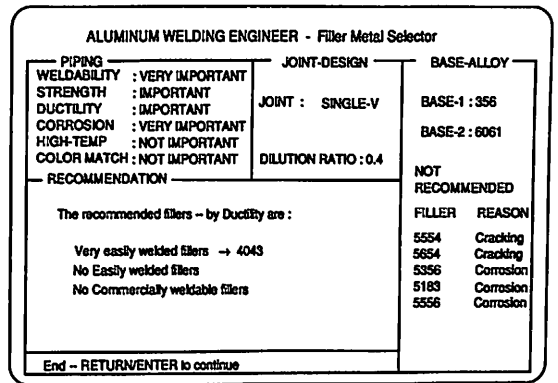 ALUMINUM WELDING ENGINEER - Filler Metal Selector
PIPING
WELDABILITY : VERY IMPORTANT
STRENGTH : IMPORTANT
DUCTILITY : IMPORTANT
CORROSION : VERY IMPORTANT
HIGH-TEMP : NOT IMPORTANT
COLOR MATCH : NOT IMPORTANT
JOINT-DESIGN
JOINT : SINGLE-V
DILUTION RATIO : 0.4
BASE-ALLOY
BASE-1 : 356
BASE-2 : 6061
NOT
RECOMMENDED
FILLER REASON
5554 Cracking
5654 Cracking
5356 Corrosion
5183 Corrosion
5556 Corrosion
RECOMMENDATION
The recommended fillers -- by Ductility are :
Very easily welded fillers → 4043
No Easily welded fillers
No Commercially weldable fillers
End -- RETURN/ENTER to continue